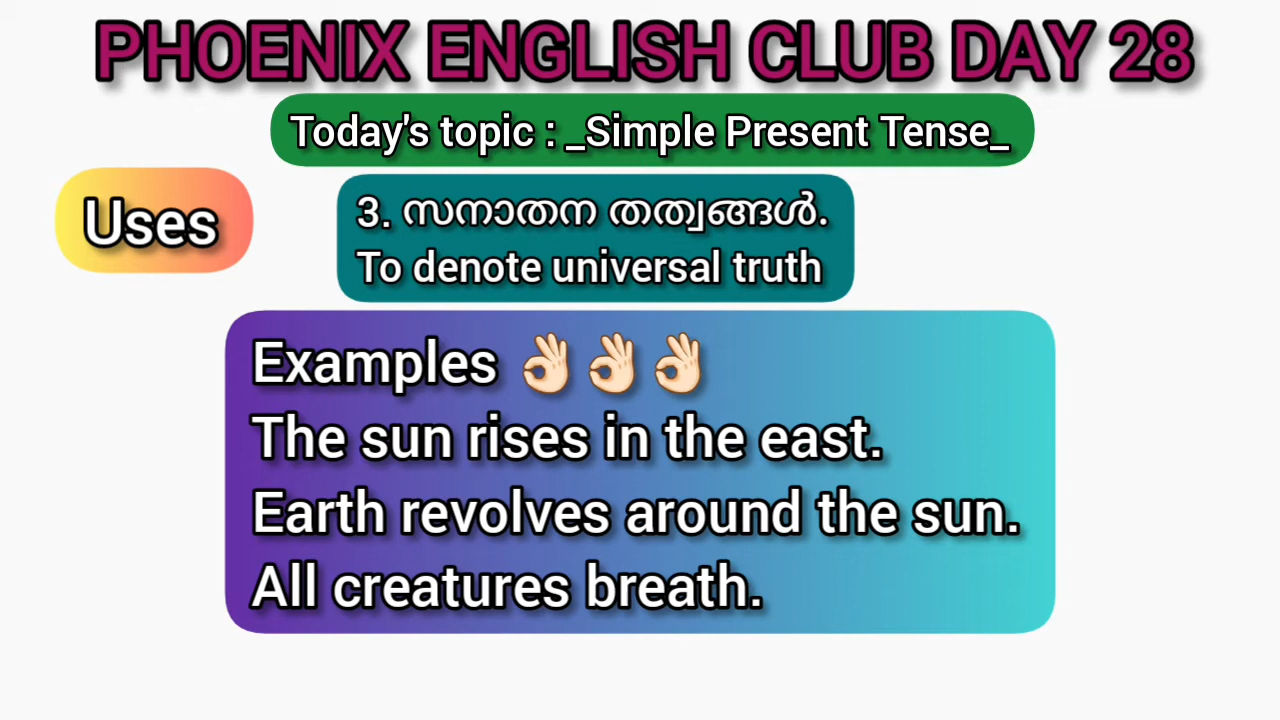 PHOENIX ENGLISH CLUB DAY 28
Today's topic : _Simple Present Tense_
Uses
3. സനാതന തത്വങ്ങൾ.
To denote universal truth
Examples 👌🏻👌🏻👌🏻
The sun rises in the east.
Earth revolves around the sun.
All creatures breath.